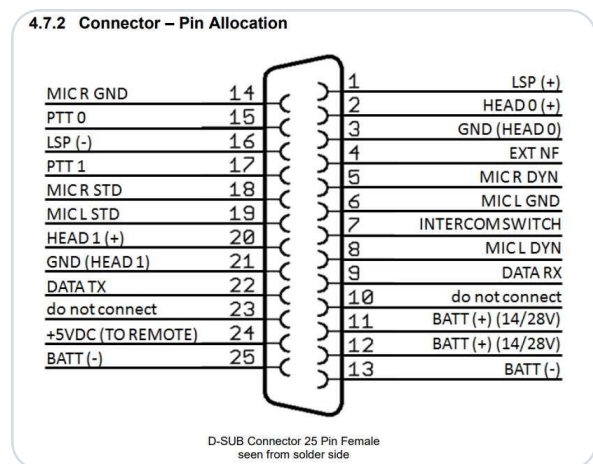 4.7.2 Connector – Pin Allocation
MIC R GND 14
PTT 0 15
LSP (-) 16
PTT 1 17
MIC R STD 18
MIC L STD 19
HEAD 1 (+) 20
GND (HEAD 1) 21
DATA TX 22
do not connect 23
+5VDC (TO REMOTE) 24
BATT (-) 25
1 LSP (+)
2 HEAD 0 (+)
3 GND (HEAD 0)
4 EXT NF
5 MIC R DYN
6 MIC L GND
7 INTERCOM SWITCH
8 MIC L DYN
9 DATA RX
10 do not connect
11 BATT (+) (14/28V)
12 BATT (+) (14/28V)
13 BATT (-)
D-SUB Connector 25 Pin Female
seen from solder side